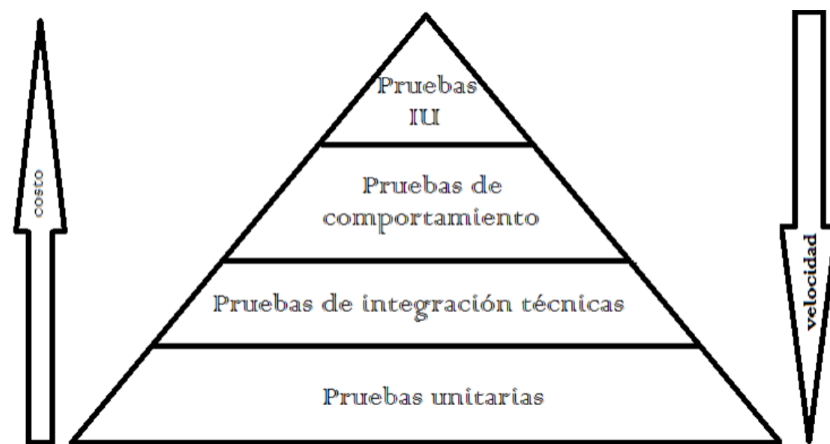 Pruebas
IU
Pruebas de
comportamiento
Pruebas de integración técnicas
Pruebas unitarias
costo
velocidad